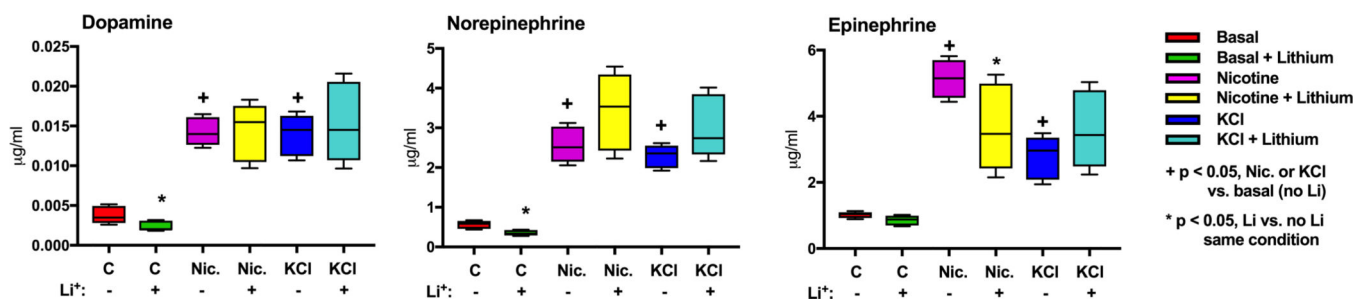 Dopamine
0.025
0.020
0.015
0.010
0.005
0.000
µg/ml
+
+
*
C C Nic. Nic. KCl KCl
Li⁺: - + - + - +
Norepinephrine
5
4
3
2
1
0
µg/ml
+
+
*
C C Nic. Nic. KCl KCl
Li⁺: - + - + - +
Epinephrine
6
4
2
0
µg/ml
+
*
+
C C Nic. Nic. KCl KCl
Li⁺: - + - + - +
Basal
Basal + Lithium
Nicotine
Nicotine + Lithium
KCl
KCl + Lithium
+ p < 0.05, Nic. or KCl
vs. basal (no Li)
* p < 0.05, Li vs. no Li
same condition